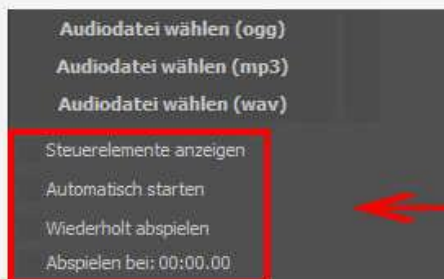 Audiodatei wählen (ogg)
Audiodatei wählen (mp3)
Audiodatei wählen (wav)
Steuerelemente anzeigen
Automatisch starten
Wiederholt abspielen
Abspielen bei: 00:00.00